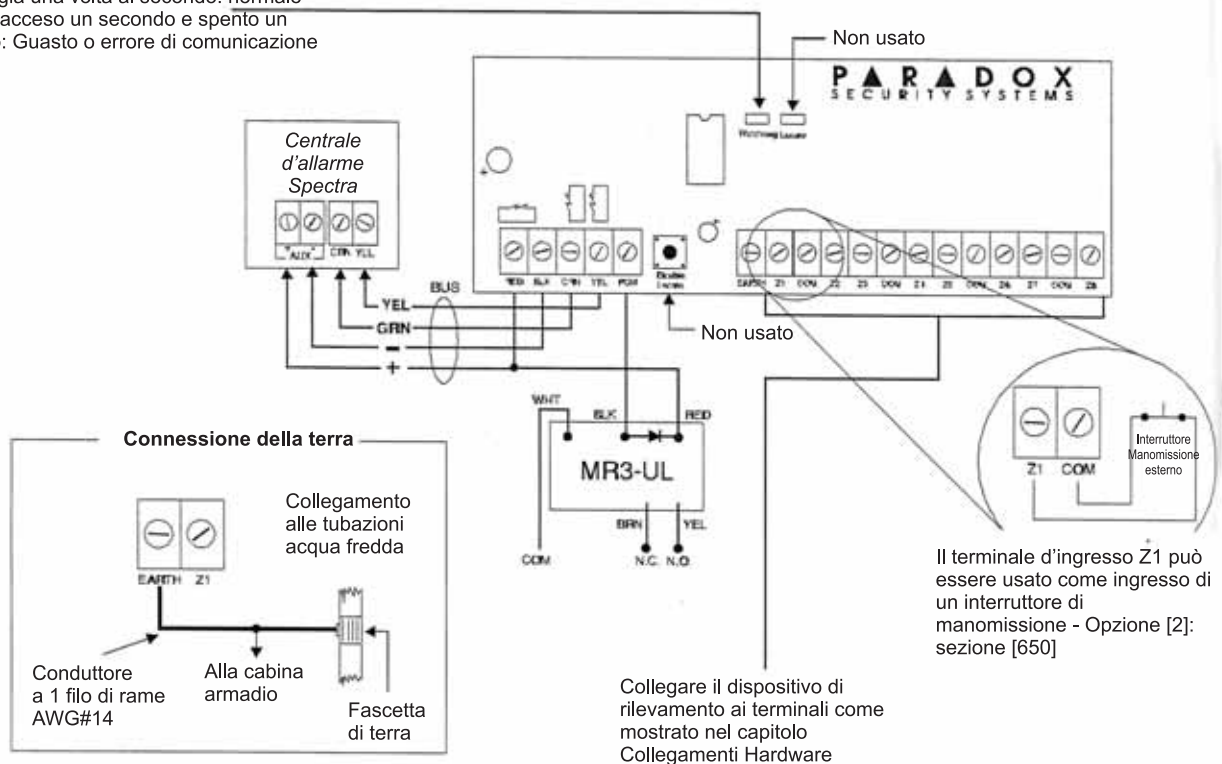 gia una volta al secondo: normale
acceso un secondo e spento un
o: Guasto o errore di comunicazione
Non usato
PARADOX
SECURITY SYSTEMS
Centrale
d'allarme
Spectra
AUX GRN YEL
RED BLK GRN YEL PGM
EARTH Z1 COM Z2 Z3 COM Z4 Z5 COM Z6 Z7 COM Z8
BUS
YEL
GRN
-
+
Non usato
WHT
BLK
RED
MR3-UL
BRN
YEL
COM
N.C.
N.O.
Z1 COM
Interruttore
Manomissione
esterno
Il terminale d'ingresso Z1 può
essere usato come ingresso di
un interruttore di
manomissione - Opzione [2]:
sezione [650]
Connessione della terra
Collegamento
alle tubazioni
acqua fredda
EARTH Z1
Conduttore
a 1 filo di rame
AWG#14
Alla cabina
armadio
Fascetta
di terra
Collegare il dispositivo di
rilevamento ai terminali come
mostrato nel capitolo
Collegamenti Hardware